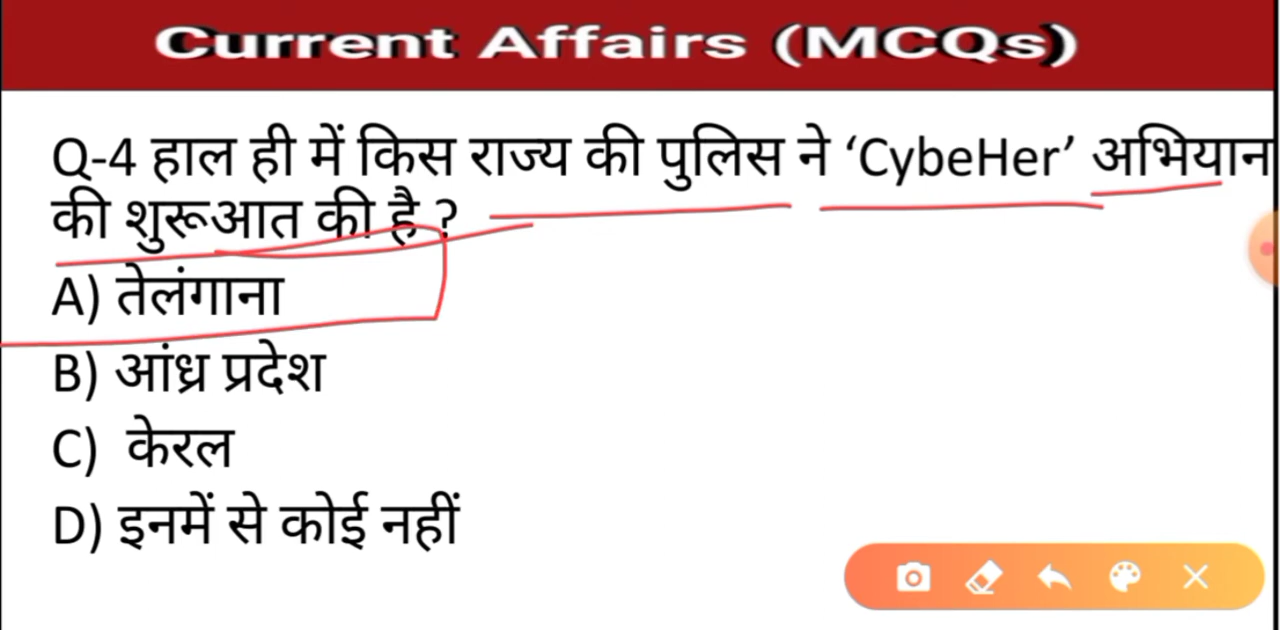 Current Affairs (MCQs)
Q-4 हाल ही में किस राज्य की पुलिस ने ‘CybeHer’ अभियान
की शुरूआत की है ?
A) तेलंगाना
B) आंध्र प्रदेश
C) केरल
D) इनमें से कोई नहीं